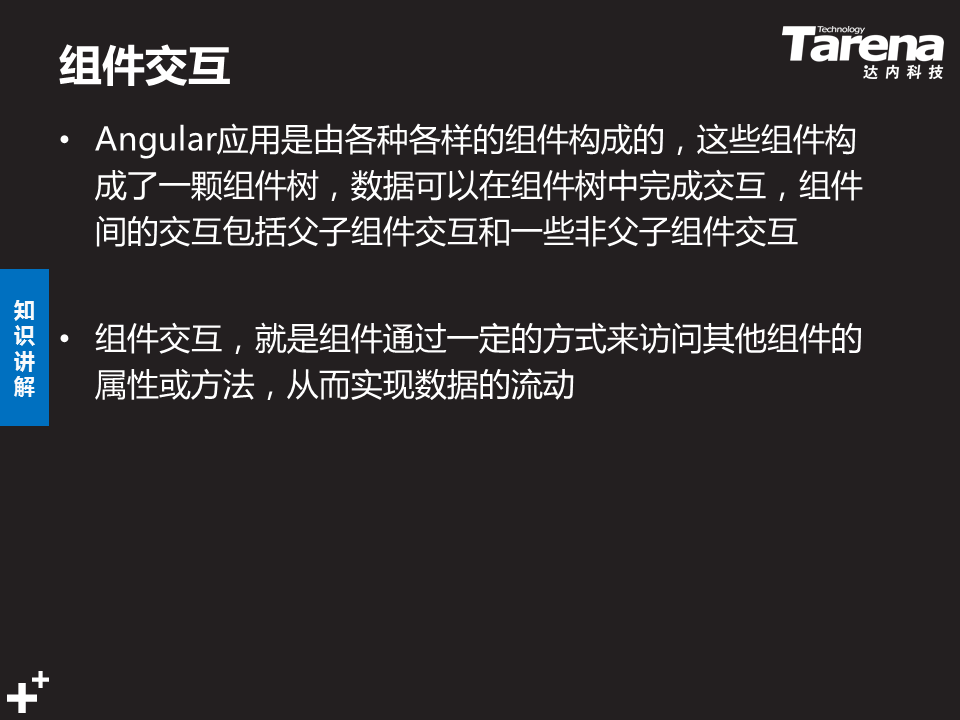 组件交互
Technology
Tarena
达内科技
• Angular应用是由各种各样的组件构成的，这些组件构
成了一颗组件树，数据可以在组件树中完成交互，组件
间的交互包括父子组件交互和一些非父子组件交互
知
识
讲
解
• 组件交互，就是组件通过一定的方式来访问其他组件的
属性或方法，从而实现数据的流动